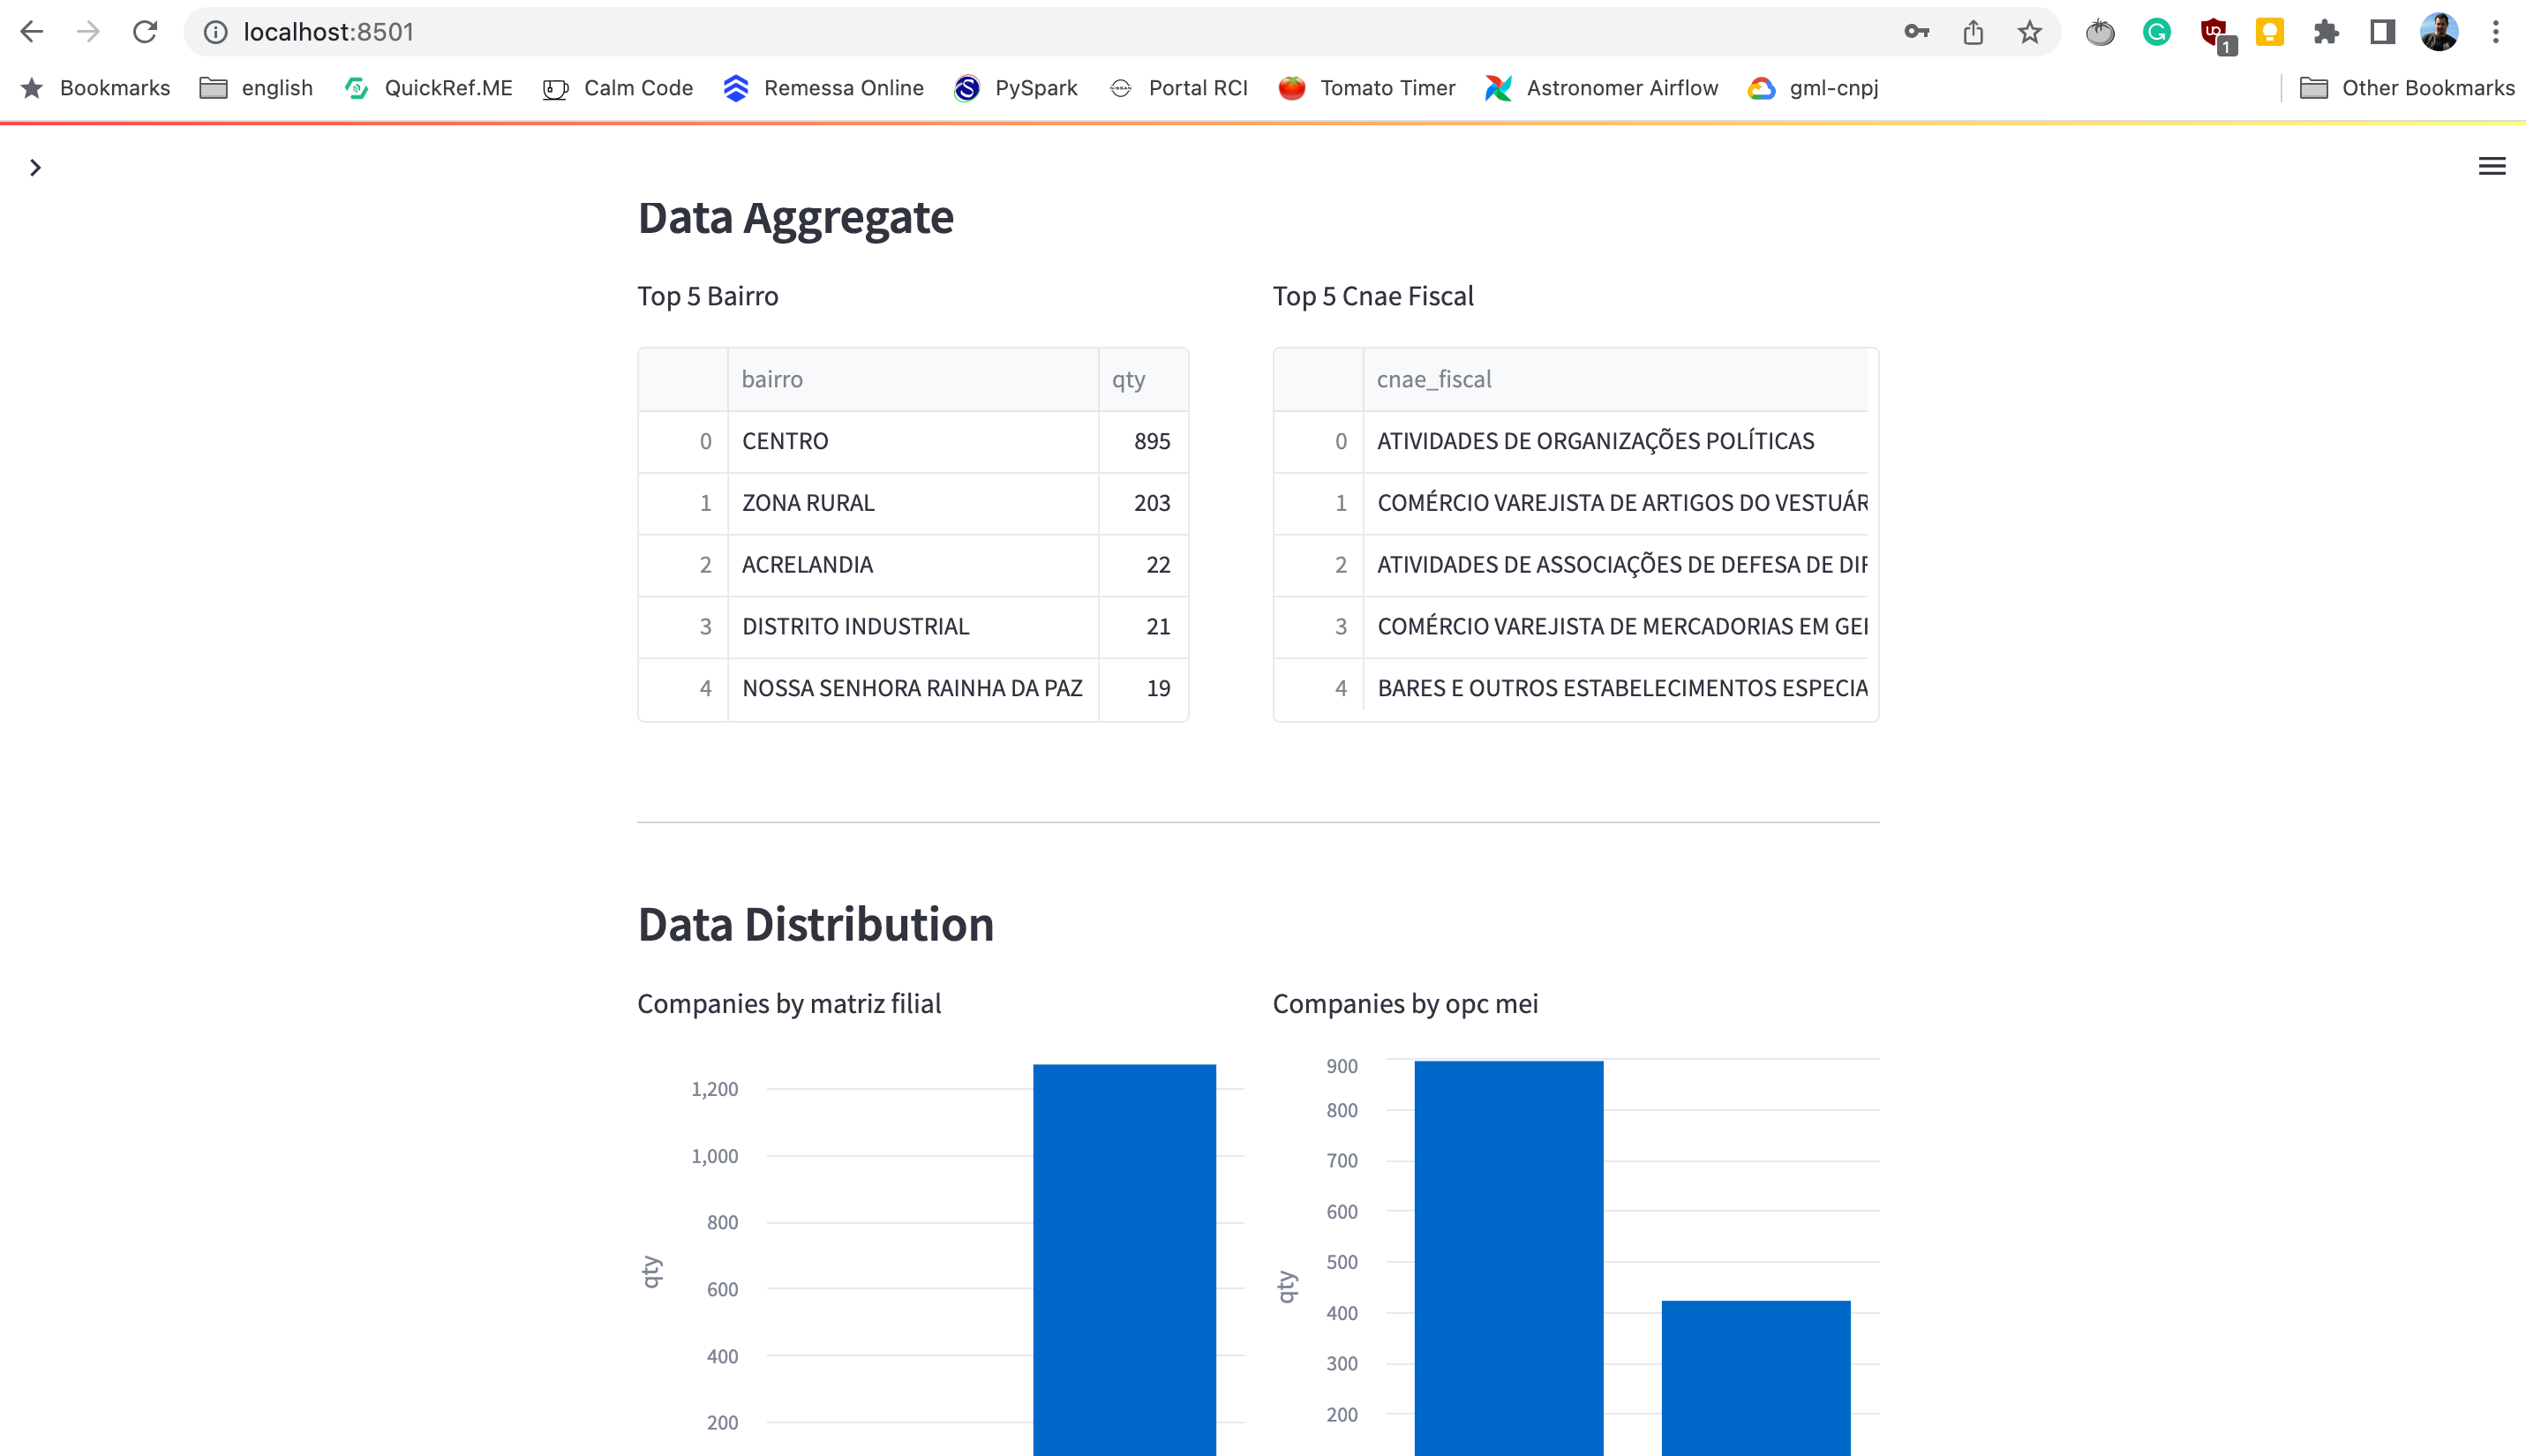 localhost:8501
1
Bookmarks english QuickRef.ME Calm Code Remessa Online PySpark Portal RCI Tomato Timer Astronomer Airflow gml-cnpj Other Bookmarks
Data Aggregate
Top 5 Bairro
bairro qty
0 CENTRO 895
1 ZONA RURAL 203
2 ACRELANDIA 22
3 DISTRITO INDUSTRIAL 21
4 NOSSA SENHORA RAINHA DA PAZ 19
Top 5 Cnae Fiscal
cnae_fiscal
0 ATIVIDADES DE ORGANIZAÇÕES POLÍTICAS
1 COMÉRCIO VAREJISTA DE ARTIGOS DO VESTUÁR
2 ATIVIDADES DE ASSOCIAÇÕES DE DEFESA DE
3 COMÉRCIO VAREJISTA DE MERCADORIAS EM
4 BARES E OUTROS ESTABELECIMENTOS ESPECIA
Data Distribution
Companies by matriz filial
1,200
1,000
800
600
400
200
qty
Companies by opc mei
900
800
700
600
500
400
300
200
qty